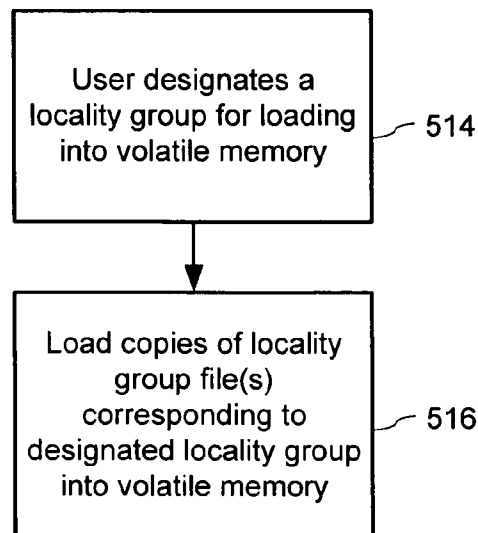 User designates a
locality group for loading
into volatile memory
514
Load copies of locality
group file(s)
corresponding to
designated locality group
into volatile memory
516